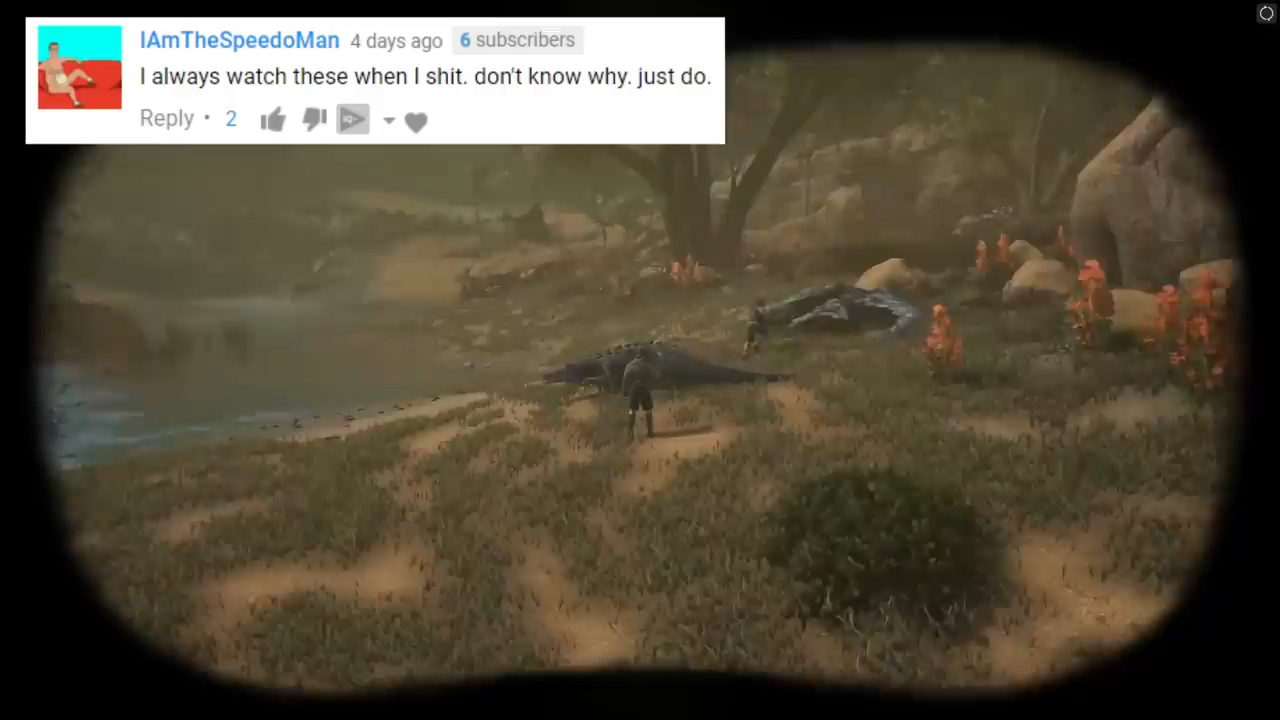 IAmTheSpeedoMan 4 days ago 6 subscribers
I always watch these when I shit. don't know why. just do.
Reply • 2